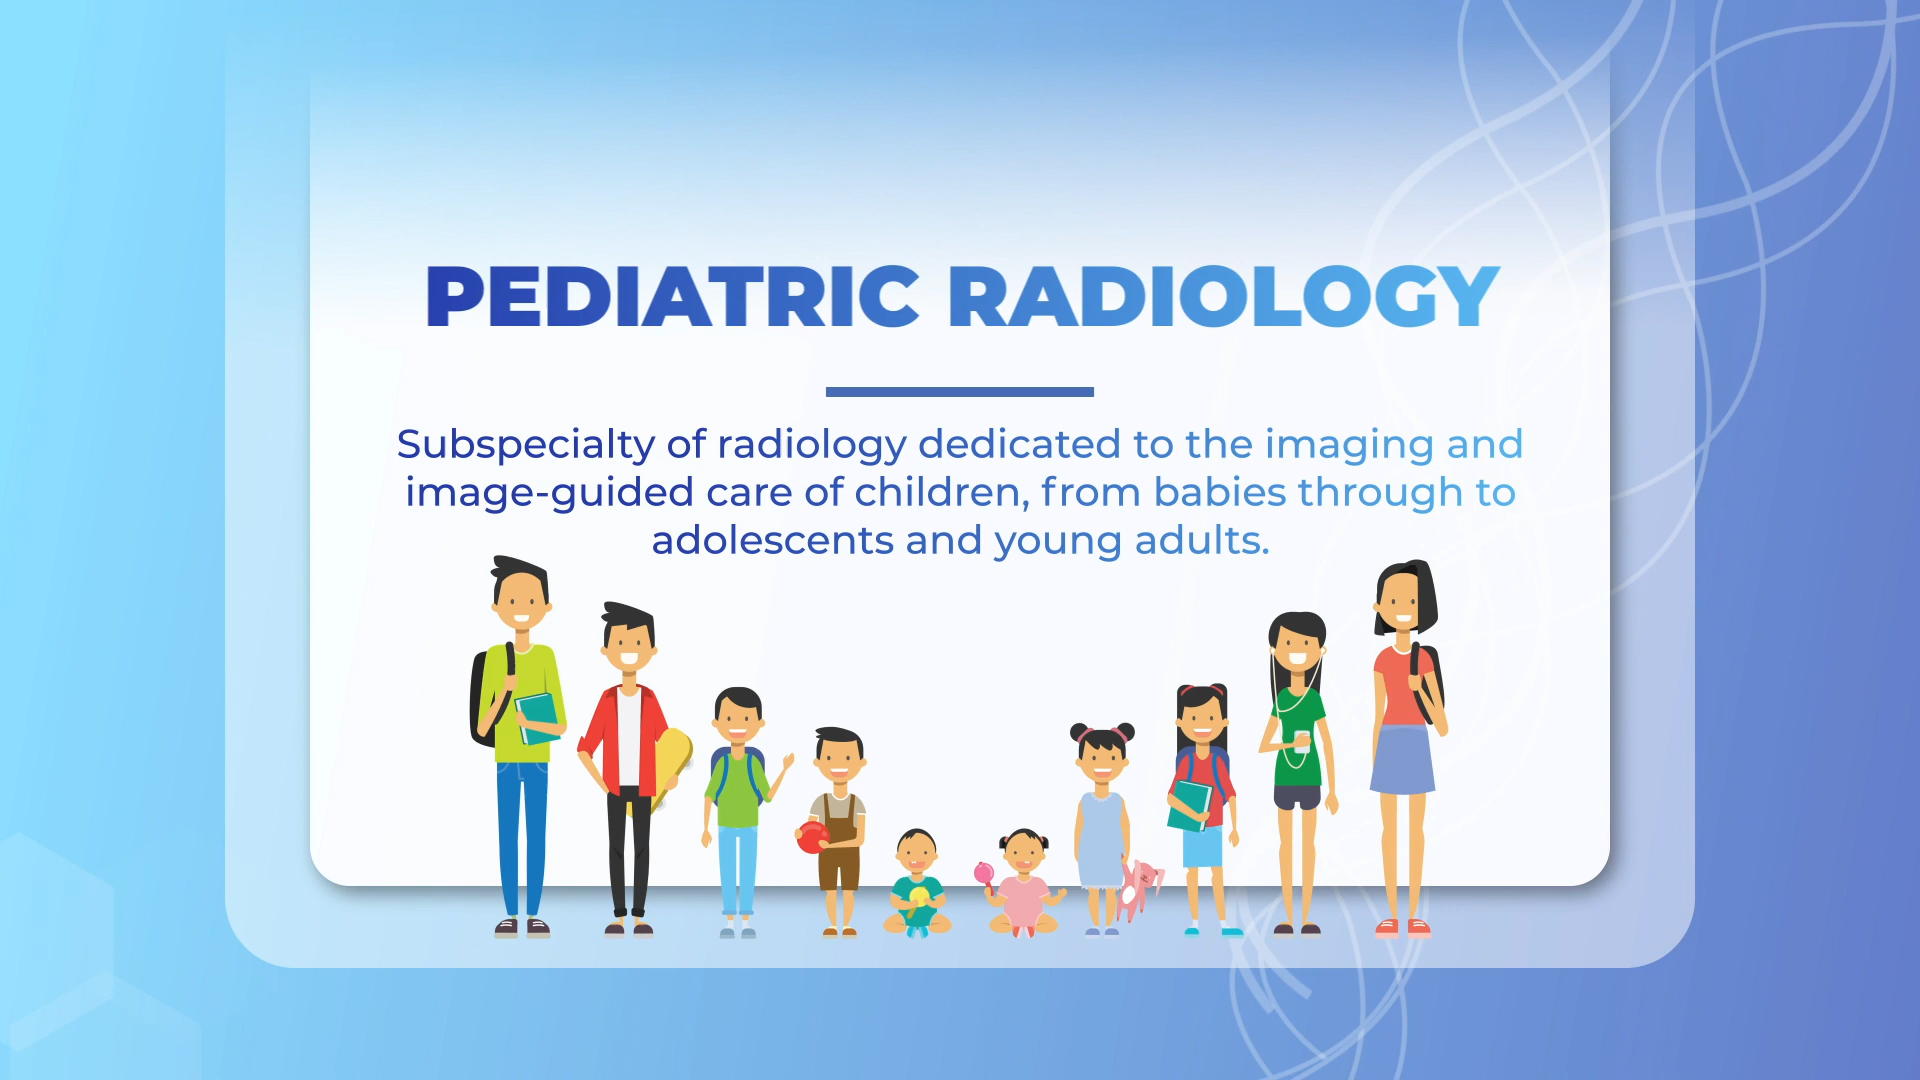 PEDIATRIC RADIOLOGY
Subspecialty of radiology dedicated to the imaging and
image-guided care of children, from babies through to
adolescents and young adults.